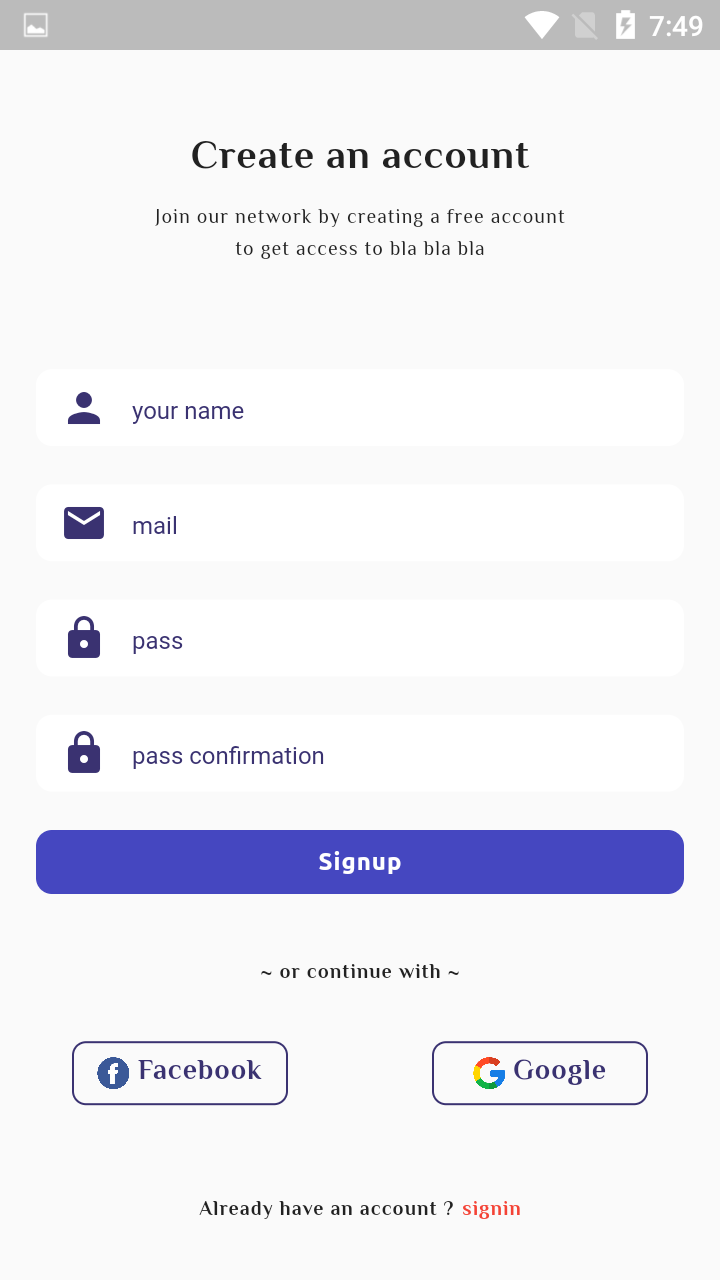 7:49
Create an account
Join our network by creating a free account
to get access to bla bla bla
your name
mail
pass
pass confirmation
Signup
~ or continue with ~
Facebook
Google
Already have an account ? signin